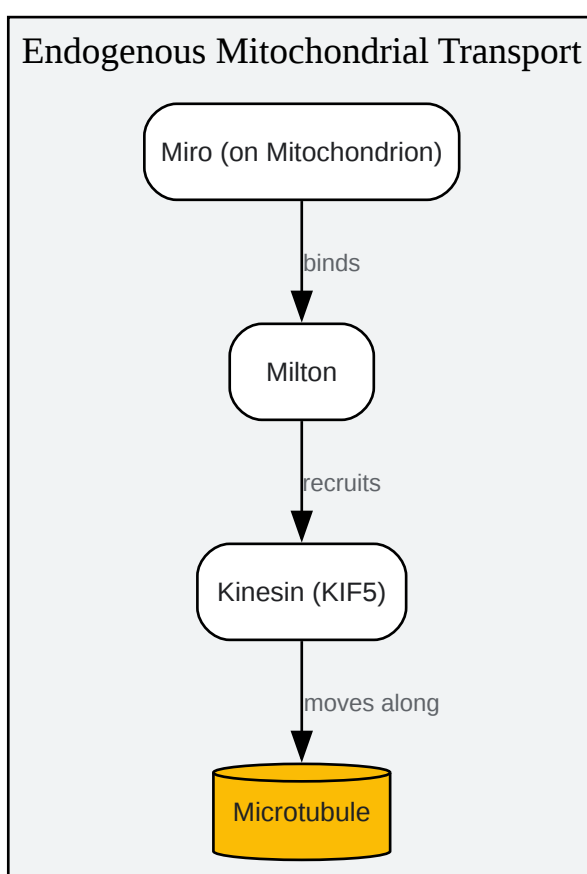 Endogenous Mitochondrial Transport
Miro (on Mitochondrion)
binds
Milton
recruits
Kinesin (KIF5)
moves along
Microtubule